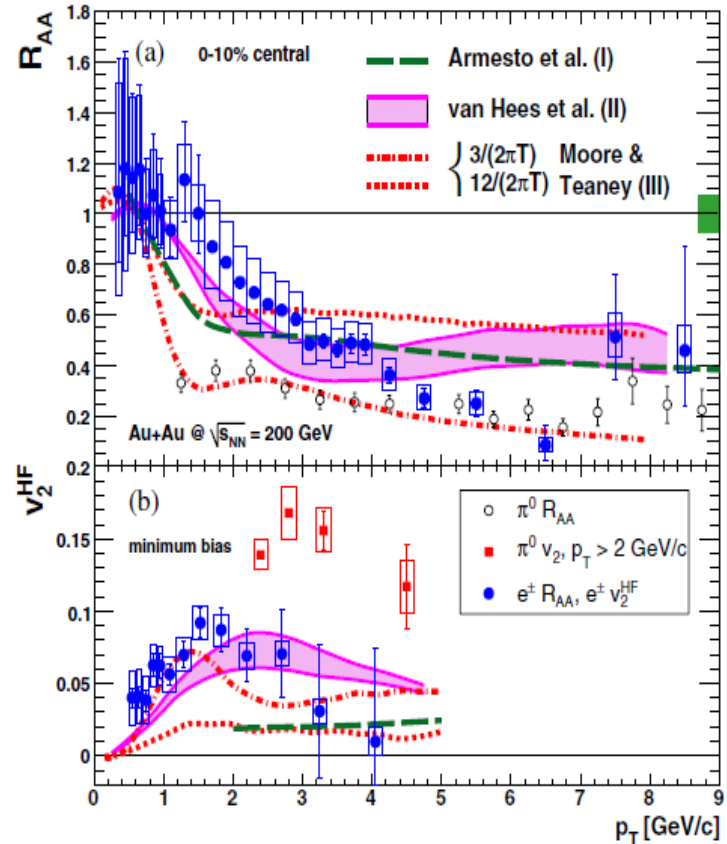 R_AA
1.8
1.6
1.4
1.2
1
0.8
0.6
0.4
0.2
(a) 0-10% central
Armesto et al. (I)
van Hees et al. (II)
3/(2πT) Moore &
12/(2πT) Teaney (III)
Au+Au @ √s_NN = 200 GeV
v_2^HF
0.2
0.15
0.1
0.05
0
(b)
minimum bias
π⁰ R_AA
π⁰ v_2, p_T > 2 GeV/c
e± R_AA, e± v_2^HF
0 1 2 3 4 5 6 7 8 9
p_T [GeV/c]